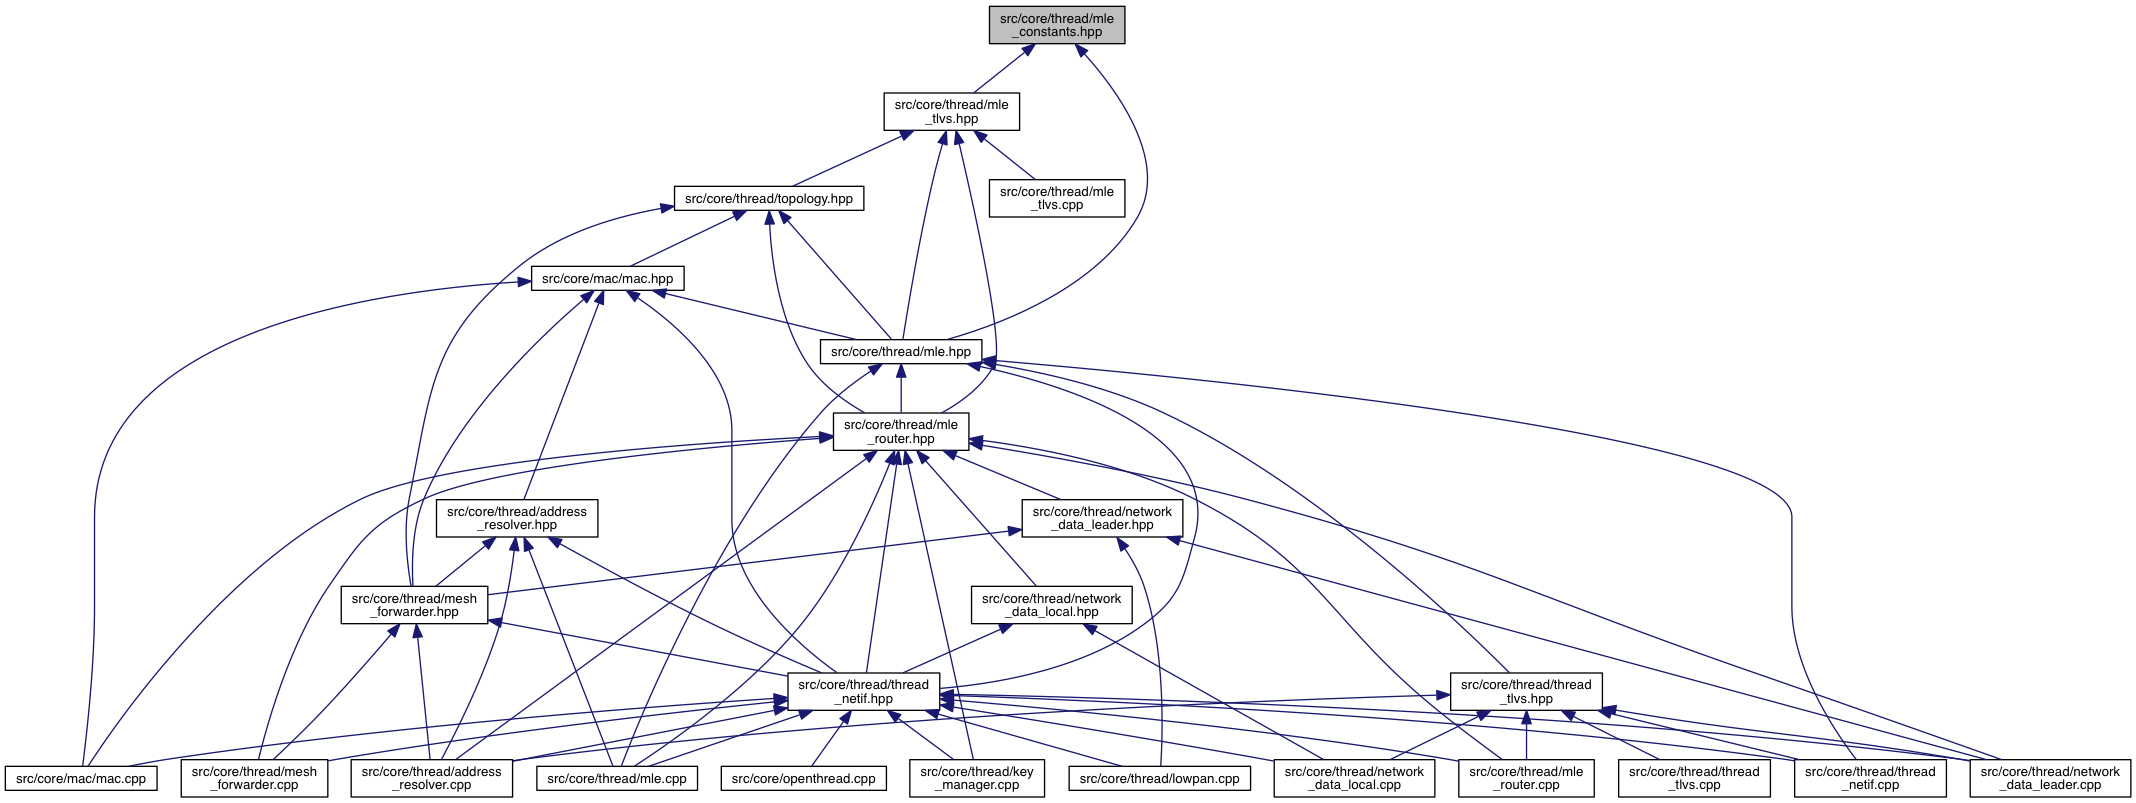 src/core/thread/mle
_constants.hpp
src/core/thread/mle
_tlvs.hpp
src/core/thread/topology.hpp
src/core/thread/mle
_tlvs.cpp
src/core/mac/mac.hpp
src/core/thread/mle.hpp
src/core/thread/mle
_router.hpp
src/core/thread/address
_resolver.hpp
src/core/thread/network
_data_leader.hpp
src/core/thread/mesh
_forwarder.hpp
src/core/thread/network
_data_local.hpp
src/core/thread/thread
_netif.hpp
src/core/thread/thread
_tlvs.hpp
src/core/mac/mac.cpp
src/core/thread/mesh
_forwarder.cpp
src/core/thread/address
_resolver.cpp
src/core/thread/mle.cpp
src/core/openthread.cpp
src/core/thread/key
_manager.cpp
src/core/thread/lowpan.cpp
src/core/thread/network
_data_local.cpp
src/core/thread/mle
_router.cpp
src/core/thread/thread
_tlvs.cpp
src/core/thread/thread
_netif.cpp
src/core/thread/network
_data_leader.cpp